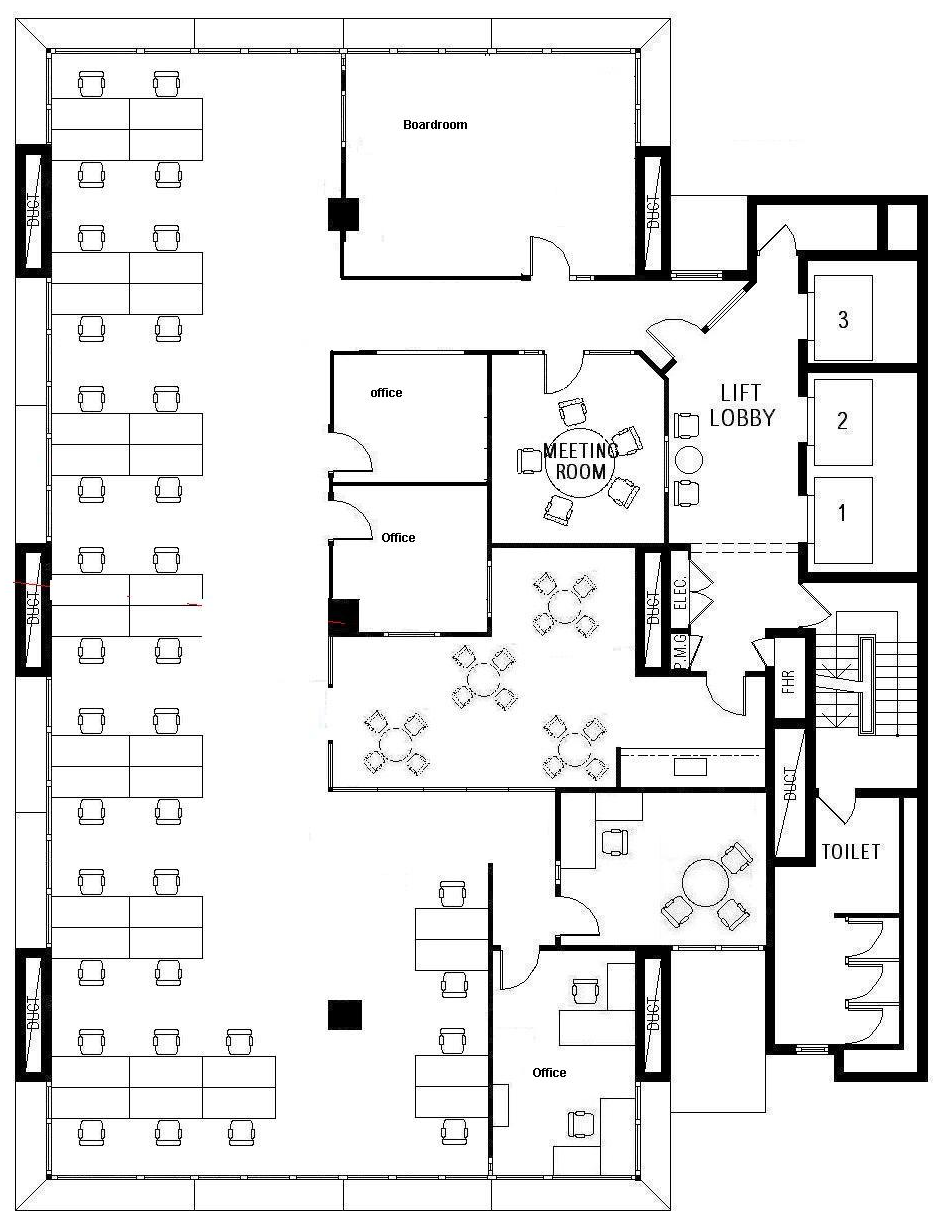 Boardroom
DUCT
DUCT
3
office
LIFT
LOBBY
2
MEETING
ROOM
1
Office
DUCT
DUCT
ELEC.
P.M.G
FHR
DUCT
TOILET
DUCT
DUCT
Office